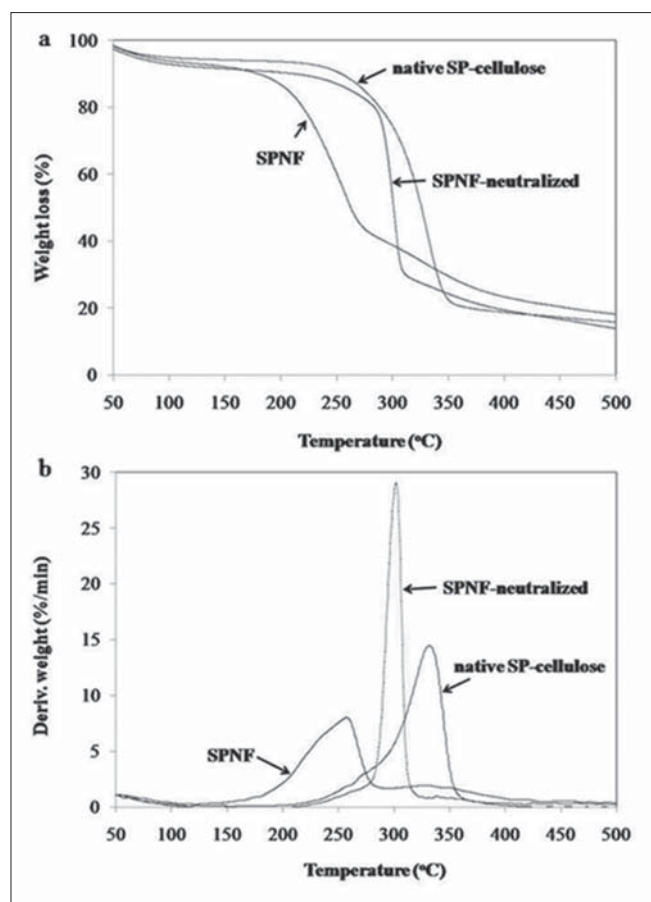 a
100
80
60
40
20
0
Weight loss (%)
native SP-cellulose
SPNF
SPNF-neutralized
50 100 150 200 250 300 350 400 450 500
Temperature (°C)
b
30
25
20
15
10
5
0
Deriv. weight (%/min)
SPNF-neutralized
native SP-cellulose
SPNF
50 100 150 200 250 300 350 400 450 500
Temperature (°C)